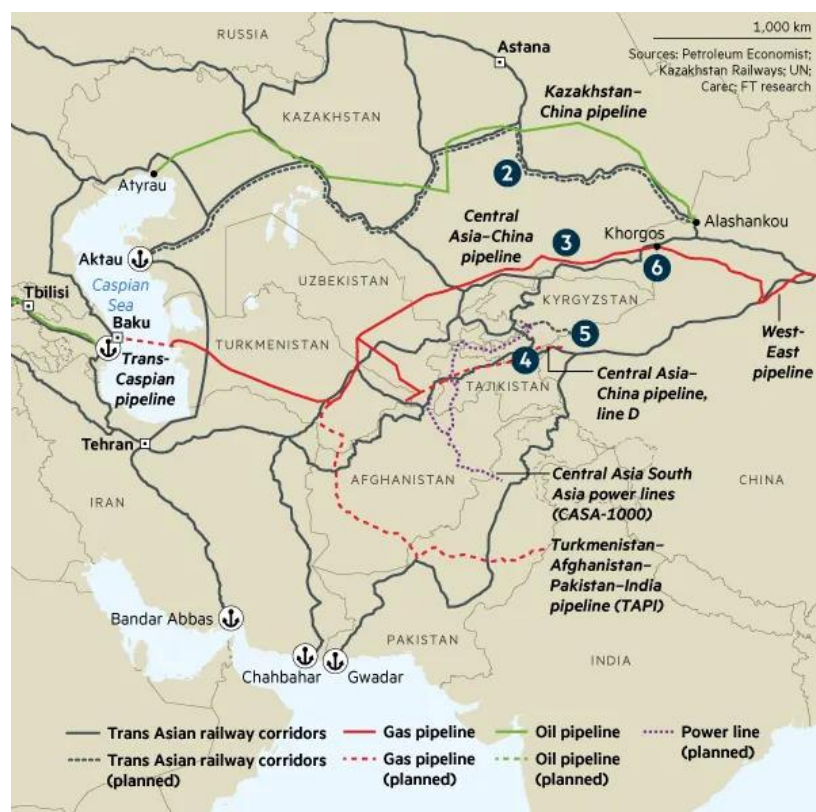 1,000 km
RUSSIA
Astana
Sources: Petroleum Economist;
Kazakhstan Railways; UN;
Carec; FT research
Kazakhstan–
China pipeline
KAZAKHSTAN
Atyrau
2
Central
Asia–China
pipeline
3
Khorgos
Alashankou
6
Aktau
Caspian
Sea
UZBEKISTAN
KYRGYZSTAN
Tbilisi
Baku
TURKMENISTAN
5
West-
East
pipeline
Trans-
Caspian
pipeline
4
TAJIKISTAN
Central Asia–
China pipeline,
line D
Tehran
AFGHANISTAN
Central Asia South
Asia power lines
(CASA-1000)
CHINA
IRAN
Turkmenistan–
Afghanistan–
Pakistan–India
pipeline (TAPI)
Bandar Abbas
PAKISTAN
INDIA
Chahbahar
Gwadar
Trans Asian railway corridors
Gas pipeline
Oil pipeline
Power line
(planned)
Trans Asian railway corridors
(planned)
Gas pipeline
(planned)
Oil pipeline
(planned)